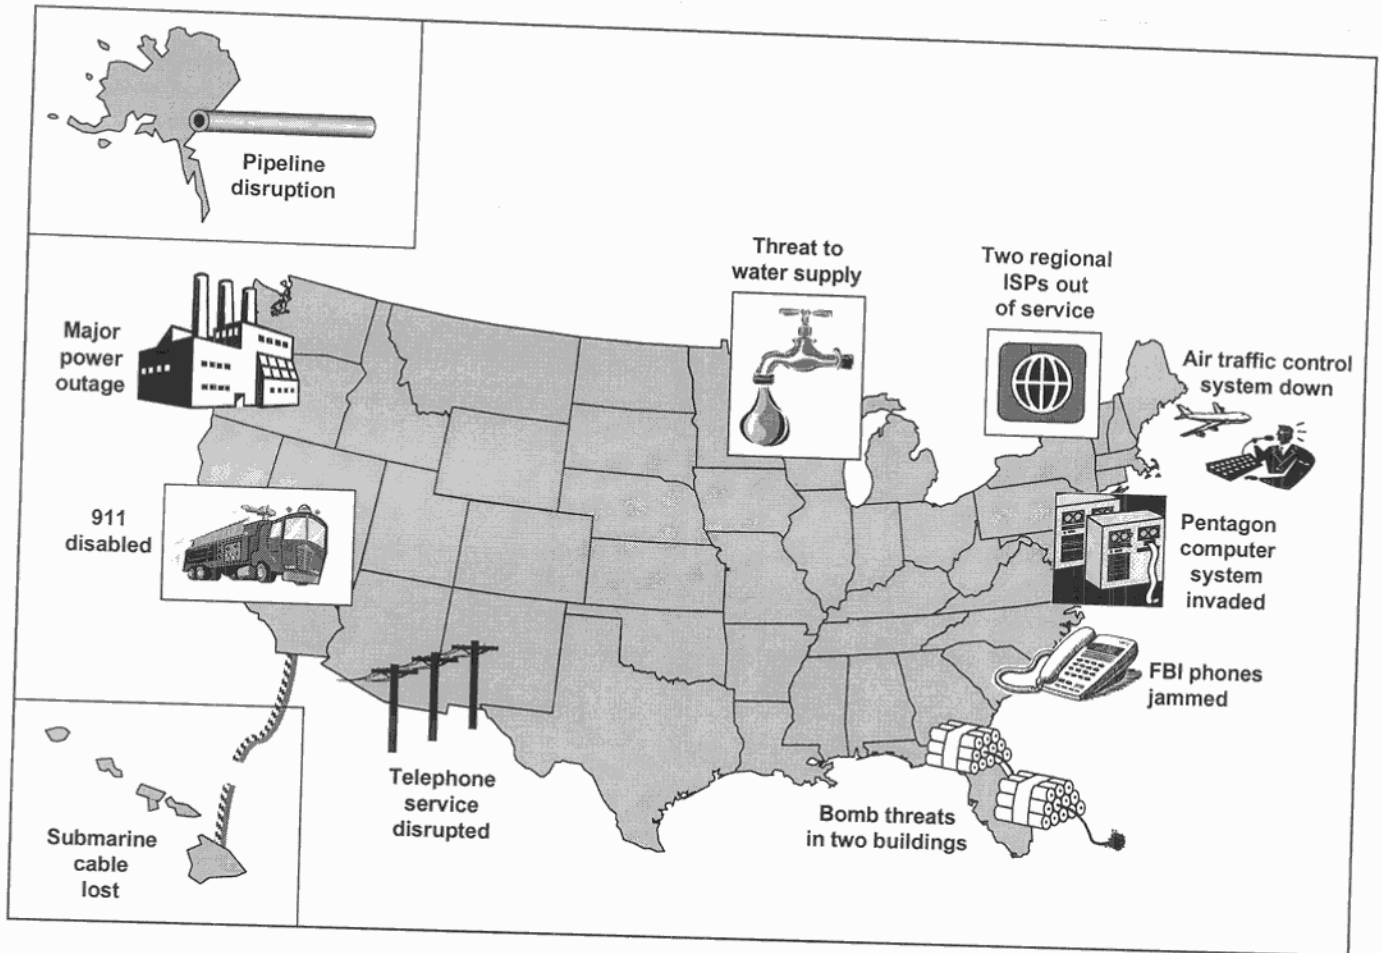 Pipeline
disruption
Threat to
water supply
Two regional
ISPs out
of service
Major
power
outage
Air traffic control
system down
911
disabled
Pentagon
computer
system
invaded
FBI phones
jammed
Telephone
service
disrupted
Bomb threats
in two buildings
Submarine
cable
lost